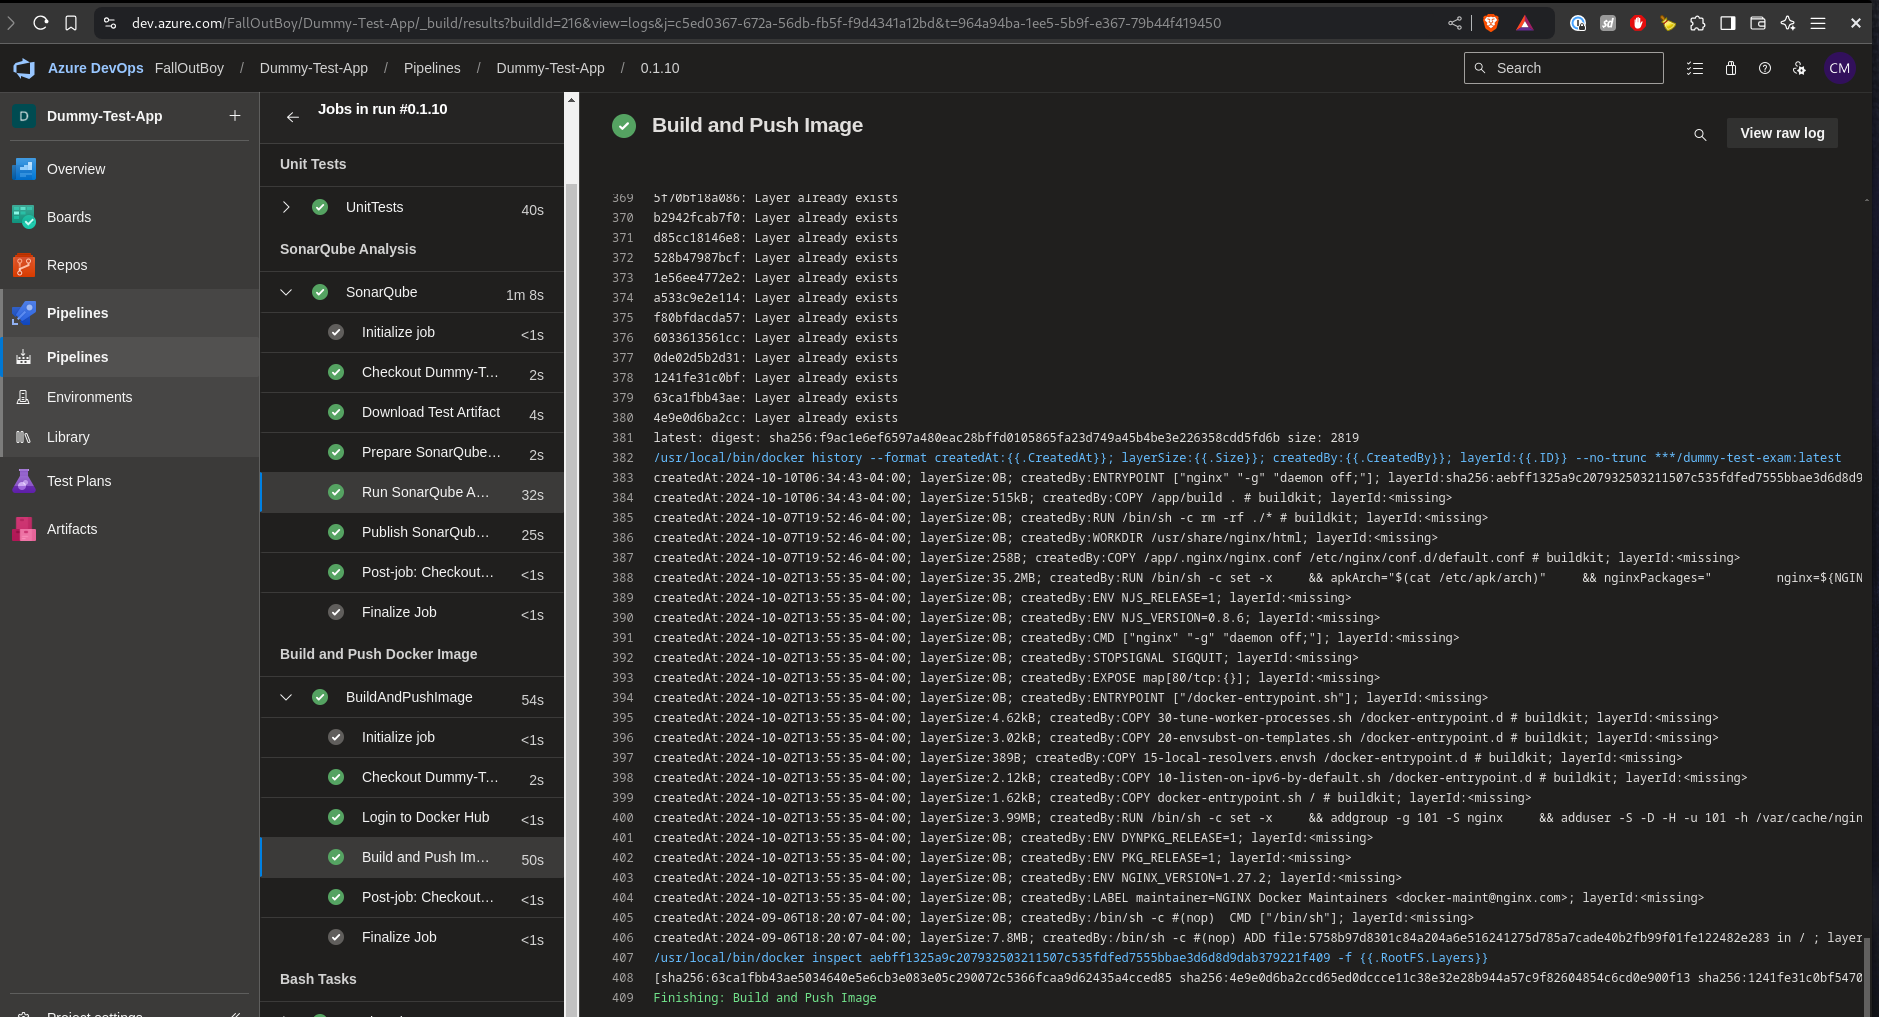 dev.azure.com/FallOutBoy/Dummy-Test-App/_build/results?buildId=216&view=logs&j=c5ed0367-672a-56db-fb5f-f9d4341a12bd&t=964a94ba-1ee5-5b9f-e367-79b44f419450
Azure DevOps FallOutBoy / Dummy-Test-App / Pipelines / Dummy-Test-App / 0.1.10
Search
CM
D Dummy-Test-App +
Overview
Boards
Repos
Pipelines
Pipelines
Environments
Library
Test Plans
Artifacts
Project settings
Jobs in run #0.1.10
Unit Tests
UnitTests 40s
SonarQube Analysis
SonarQube 1m 8s
Initialize job <1s
Checkout Dummy-T... 2s
Download Test Artifact 4s
Prepare SonarQube... 2s
Run SonarQube A... 32s
Publish SonarQub... 25s
Post-job: Checkout... <1s
Finalize Job <1s
Build and Push Docker Image
BuildAndPushImage 54s
Initialize job <1s
Checkout Dummy-T... 2s
Login to Docker Hub <1s
Build and Push Im... 50s
Post-job: Checkout... <1s
Finalize Job <1s
Bash Tasks
Build and Push Image
View raw log
369 5f70bf18a086: Layer already exists
370 b2942fcab7f0: Layer already exists
371 d85cc18146e8: Layer already exists
372 528b47987bcf: Layer already exists
373 1e56ee4772e2: Layer already exists
374 a533c9e2e114: Layer already exists
375 f80bfdacda57: Layer already exists
376 6033613561cc: Layer already exists
377 0de02d5b2d31: Layer already exists
378 1241fe31c0bf: Layer already exists
379 63ca1fbb43ae: Layer already exists
380 4e9e0d6ba2cc: Layer already exists
381 latest: digest: sha256:f9ac1e6ef6597a480eac28bffd0105865fa23d749a45b4be3e226358cdd5fd6b size: 2819
382 /usr/local/bin/docker history --format createdAt:{{.CreatedAt}}; layerSize:{{.Size}}; createdBy:{{.CreatedBy}}; layerId:{{.ID}} --no-trunc ***/dummy-test-exam:latest
383 createdAt:2024-10-10T06:34:43-04:00; layerSize:0B; createdBy:ENTRYPOINT ["nginx" "-g" "daemon off;"]; layerId:sha256:aebff1325a9c207932503211507c535fdfed7555bbae3d6d8d9
384 createdAt:2024-10-10T06:34:43-04:00; layerSize:515kB; createdBy:COPY /app/build . # buildkit; layerId:<missing>
385 createdAt:2024-10-07T19:52:46-04:00; layerSize:0B; createdBy:RUN /bin/sh -c rm -rf ./* # buildkit; layerId:<missing>
386 createdAt:2024-10-07T19:52:46-04:00; layerSize:0B; createdBy:WORKDIR /usr/share/nginx/html; layerId:<missing>
387 createdAt:2024-10-07T19:52:46-04:00; layerSize:258B; createdBy:COPY /app/.nginx/nginx.conf /etc/nginx/conf.d/default.conf # buildkit; layerId:<missing>
388 createdAt:2024-10-02T13:55:35-04:00; layerSize:35.2MB; createdBy:RUN /bin/sh -c set -x && apkArch="$(cat /etc/apk/arch)" && nginxPackages=" nginx=${NGIN
389 createdAt:2024-10-02T13:55:35-04:00; layerSize:0B; createdBy:ENV NJS_RELEASE=1; layerId:<missing>
390 createdAt:2024-10-02T13:55:35-04:00; layerSize:0B; createdBy:ENV NJS_VERSION=0.8.6; layerId:<missing>
391 createdAt:2024-10-02T13:55:35-04:00; layerSize:0B; createdBy:CMD ["nginx" "-g" "daemon off;"]; layerId:<missing>
392 createdAt:2024-10-02T13:55:35-04:00; layerSize:0B; createdBy:STOPSIGNAL SIGQUIT; layerId:<missing>
393 createdAt:2024-10-02T13:55:35-04:00; layerSize:0B; createdBy:EXPOSE map[80/tcp:{}]; layerId:<missing>
394 createdAt:2024-10-02T13:55:35-04:00; layerSize:0B; createdBy:ENTRYPOINT ["/docker-entrypoint.sh"]; layerId:<missing>
395 createdAt:2024-10-02T13:55:35-04:00; layerSize:4.62kB; createdBy:COPY 30-tune-worker-processes.sh /docker-entrypoint.d # buildkit; layerId:<missing>
396 createdAt:2024-10-02T13:55:35-04:00; layerSize:3.02kB; createdBy:COPY 20-envsubst-on-templates.sh /docker-entrypoint.d # buildkit; layerId:<missing>
397 createdAt:2024-10-02T13:55:35-04:00; layerSize:389B; createdBy:COPY 15-local-resolvers.envsh /docker-entrypoint.d # buildkit; layerId:<missing>
398 createdAt:2024-10-02T13:55:35-04:00; layerSize:2.12kB; createdBy:COPY 10-listen-on-ipv6-by-default.sh /docker-entrypoint.d # buildkit; layerId:<missing>
399 createdAt:2024-10-02T13:55:35-04:00; layerSize:1.62kB; createdBy:COPY docker-entrypoint.sh / # buildkit; layerId:<missing>
400 createdAt:2024-10-02T13:55:35-04:00; layerSize:3.99MB; createdBy:RUN /bin/sh -c set -x && addgroup -g 101 -S nginx && adduser -S -D -H -u 101 -h /var/cache/ngin
401 createdAt:2024-10-02T13:55:35-04:00; layerSize:0B; createdBy:ENV DYNPKG_RELEASE=1; layerId:<missing>
402 createdAt:2024-10-02T13:55:35-04:00; layerSize:0B; createdBy:ENV PKG_RELEASE=1; layerId:<missing>
403 createdAt:2024-10-02T13:55:35-04:00; layerSize:0B; createdBy:ENV NGINX_VERSION=1.27.2; layerId:<missing>
404 createdAt:2024-10-02T13:55:35-04:00; layerSize:0B; createdBy:LABEL maintainer=NGINX Docker Maintainers <docker-maint@nginx.com>; layerId:<missing>
405 createdAt:2024-09-06T18:20:07-04:00; layerSize:0B; createdBy:/bin/sh -c #(nop) CMD ["/bin/sh"]; layerId:<missing>
406 createdAt:2024-09-06T18:20:07-04:00; layerSize:7.8MB; createdBy:/bin/sh -c #(nop) ADD file:5758b97d8301c84a204a6e516241275d785a7cade40b2fb99f01fe122482e283 in / ; layer
407 /usr/local/bin/docker inspect aebff1325a9c207932503211507c535fdfed7555bbae3d6d8d9dab379221f409 -f {{.RootFS.Layers}}
408 [sha256:63ca1fbb43ae5034640e5e6cb3e083e05c290072c5366fcaa9d62435a4cced85 sha256:4e9e0d6ba2ccd65ed0dccce11c38e32e28b944a57c9f82604854c6cd0e900f13 sha256:1241fe31c0bf5470
409 Finishing: Build and Push Image